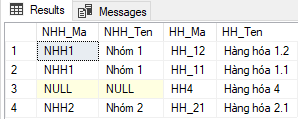 Results Messages
NHH_Ma NHH_Ten HH_Ma HH_Ten
1 NHH1 Nhóm 1 HH_12 Hàng hóa 1.2
2 NHH1 Nhóm 1 HH_11 Hàng hóa 1.1
3 NULL NULL HH4 Hàng hóa 4
4 NHH2 Nhóm 2 HH_21 Hàng hóa 2.1